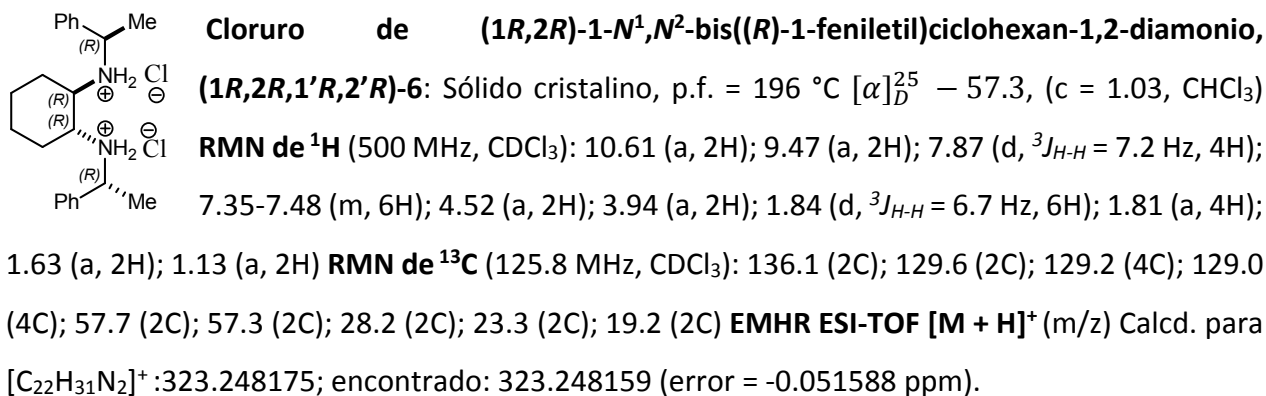 Ph Me
(R)
NH2 Cl
⊕ ⊖
(R)
(R) ⊕ ⊖
NH2 Cl
(R)
Ph Me
Cloruro de (1R,2R)-1-N¹,N²-bis((R)-1-feniletil)ciclohexan-1,2-diamonio,
(1R,2R,1'R,2'R)-6: Sólido cristalino, p.f. = 196 °C [α]²⁵_D − 57.3, (c = 1.03, CHCl₃)
RMN de ¹H (500 MHz, CDCl₃): 10.61 (a, 2H); 9.47 (a, 2H); 7.87 (d, ³J_H-H = 7.2 Hz, 4H);
7.35-7.48 (m, 6H); 4.52 (a, 2H); 3.94 (a, 2H); 1.84 (d, ³J_H-H = 6.7 Hz, 6H); 1.81 (a, 4H);
1.63 (a, 2H); 1.13 (a, 2H) RMN de ¹³C (125.8 MHz, CDCl₃): 136.1 (2C); 129.6 (2C); 129.2 (4C); 129.0
(4C); 57.7 (2C); 57.3 (2C); 28.2 (2C); 23.3 (2C); 19.2 (2C) EMHR ESI-TOF [M + H]⁺ (m/z) Calcd. para
[C₂₂H₃₁N₂]⁺ :323.248175; encontrado: 323.248159 (error = -0.051588 ppm).